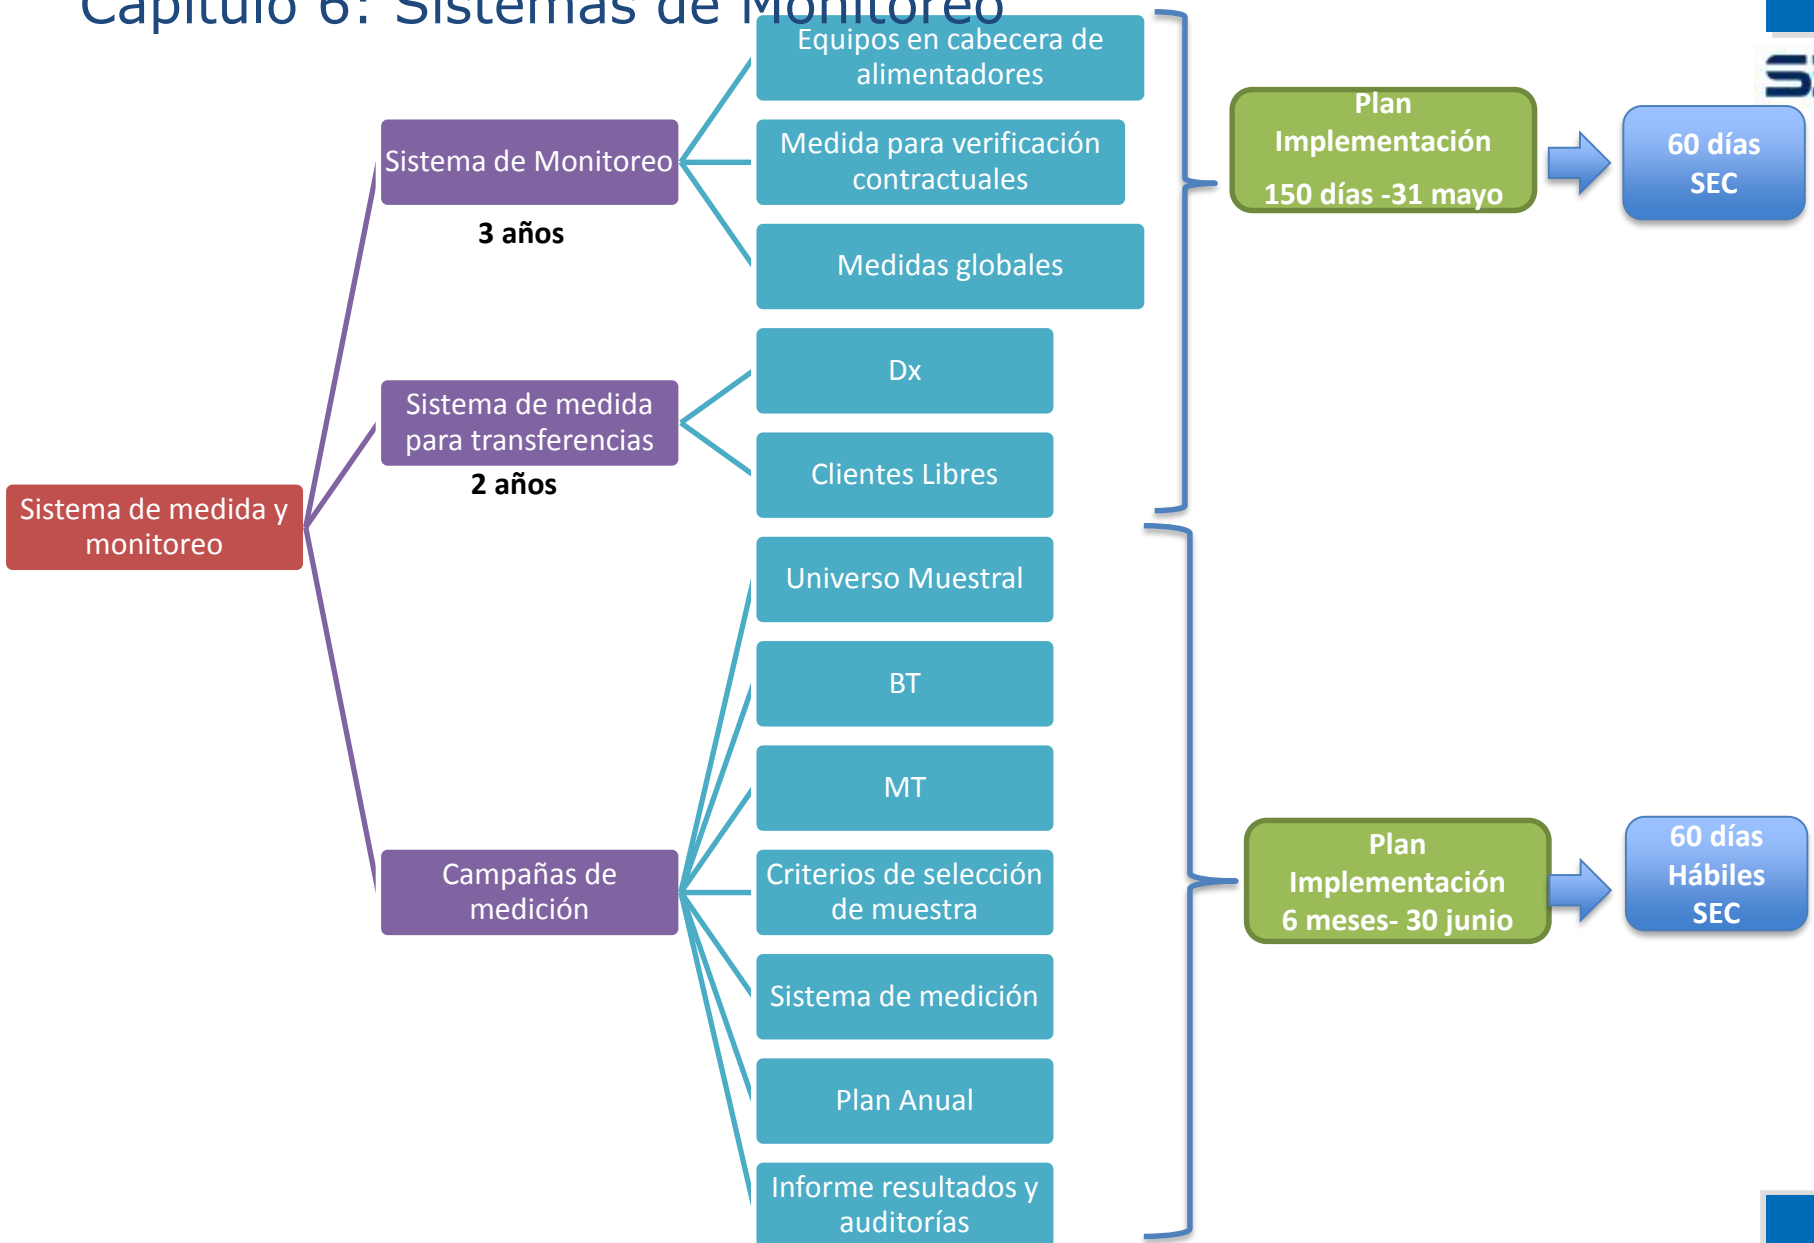 Capítulo 6: Sistemas de Monitoreo
Equipos en cabecera de
alimentadores
Sistema de Monitoreo
3 años
Medida para verificación
contractuales
Medidas globales
Plan
Implementación
150 días -31 mayo
60 días
SEC
Sistema de medida
para transferencias
2 años
Dx
Clientes Libres
Sistema de medida y
monitoreo
Universo Muestral
BT
MT
Campañas de
medición
Criterios de selección
de muestra
Sistema de medición
Plan Anual
Informe resultados y
auditorías
Plan
Implementación
6 meses- 30 junio
60 días
Hábiles
SEC